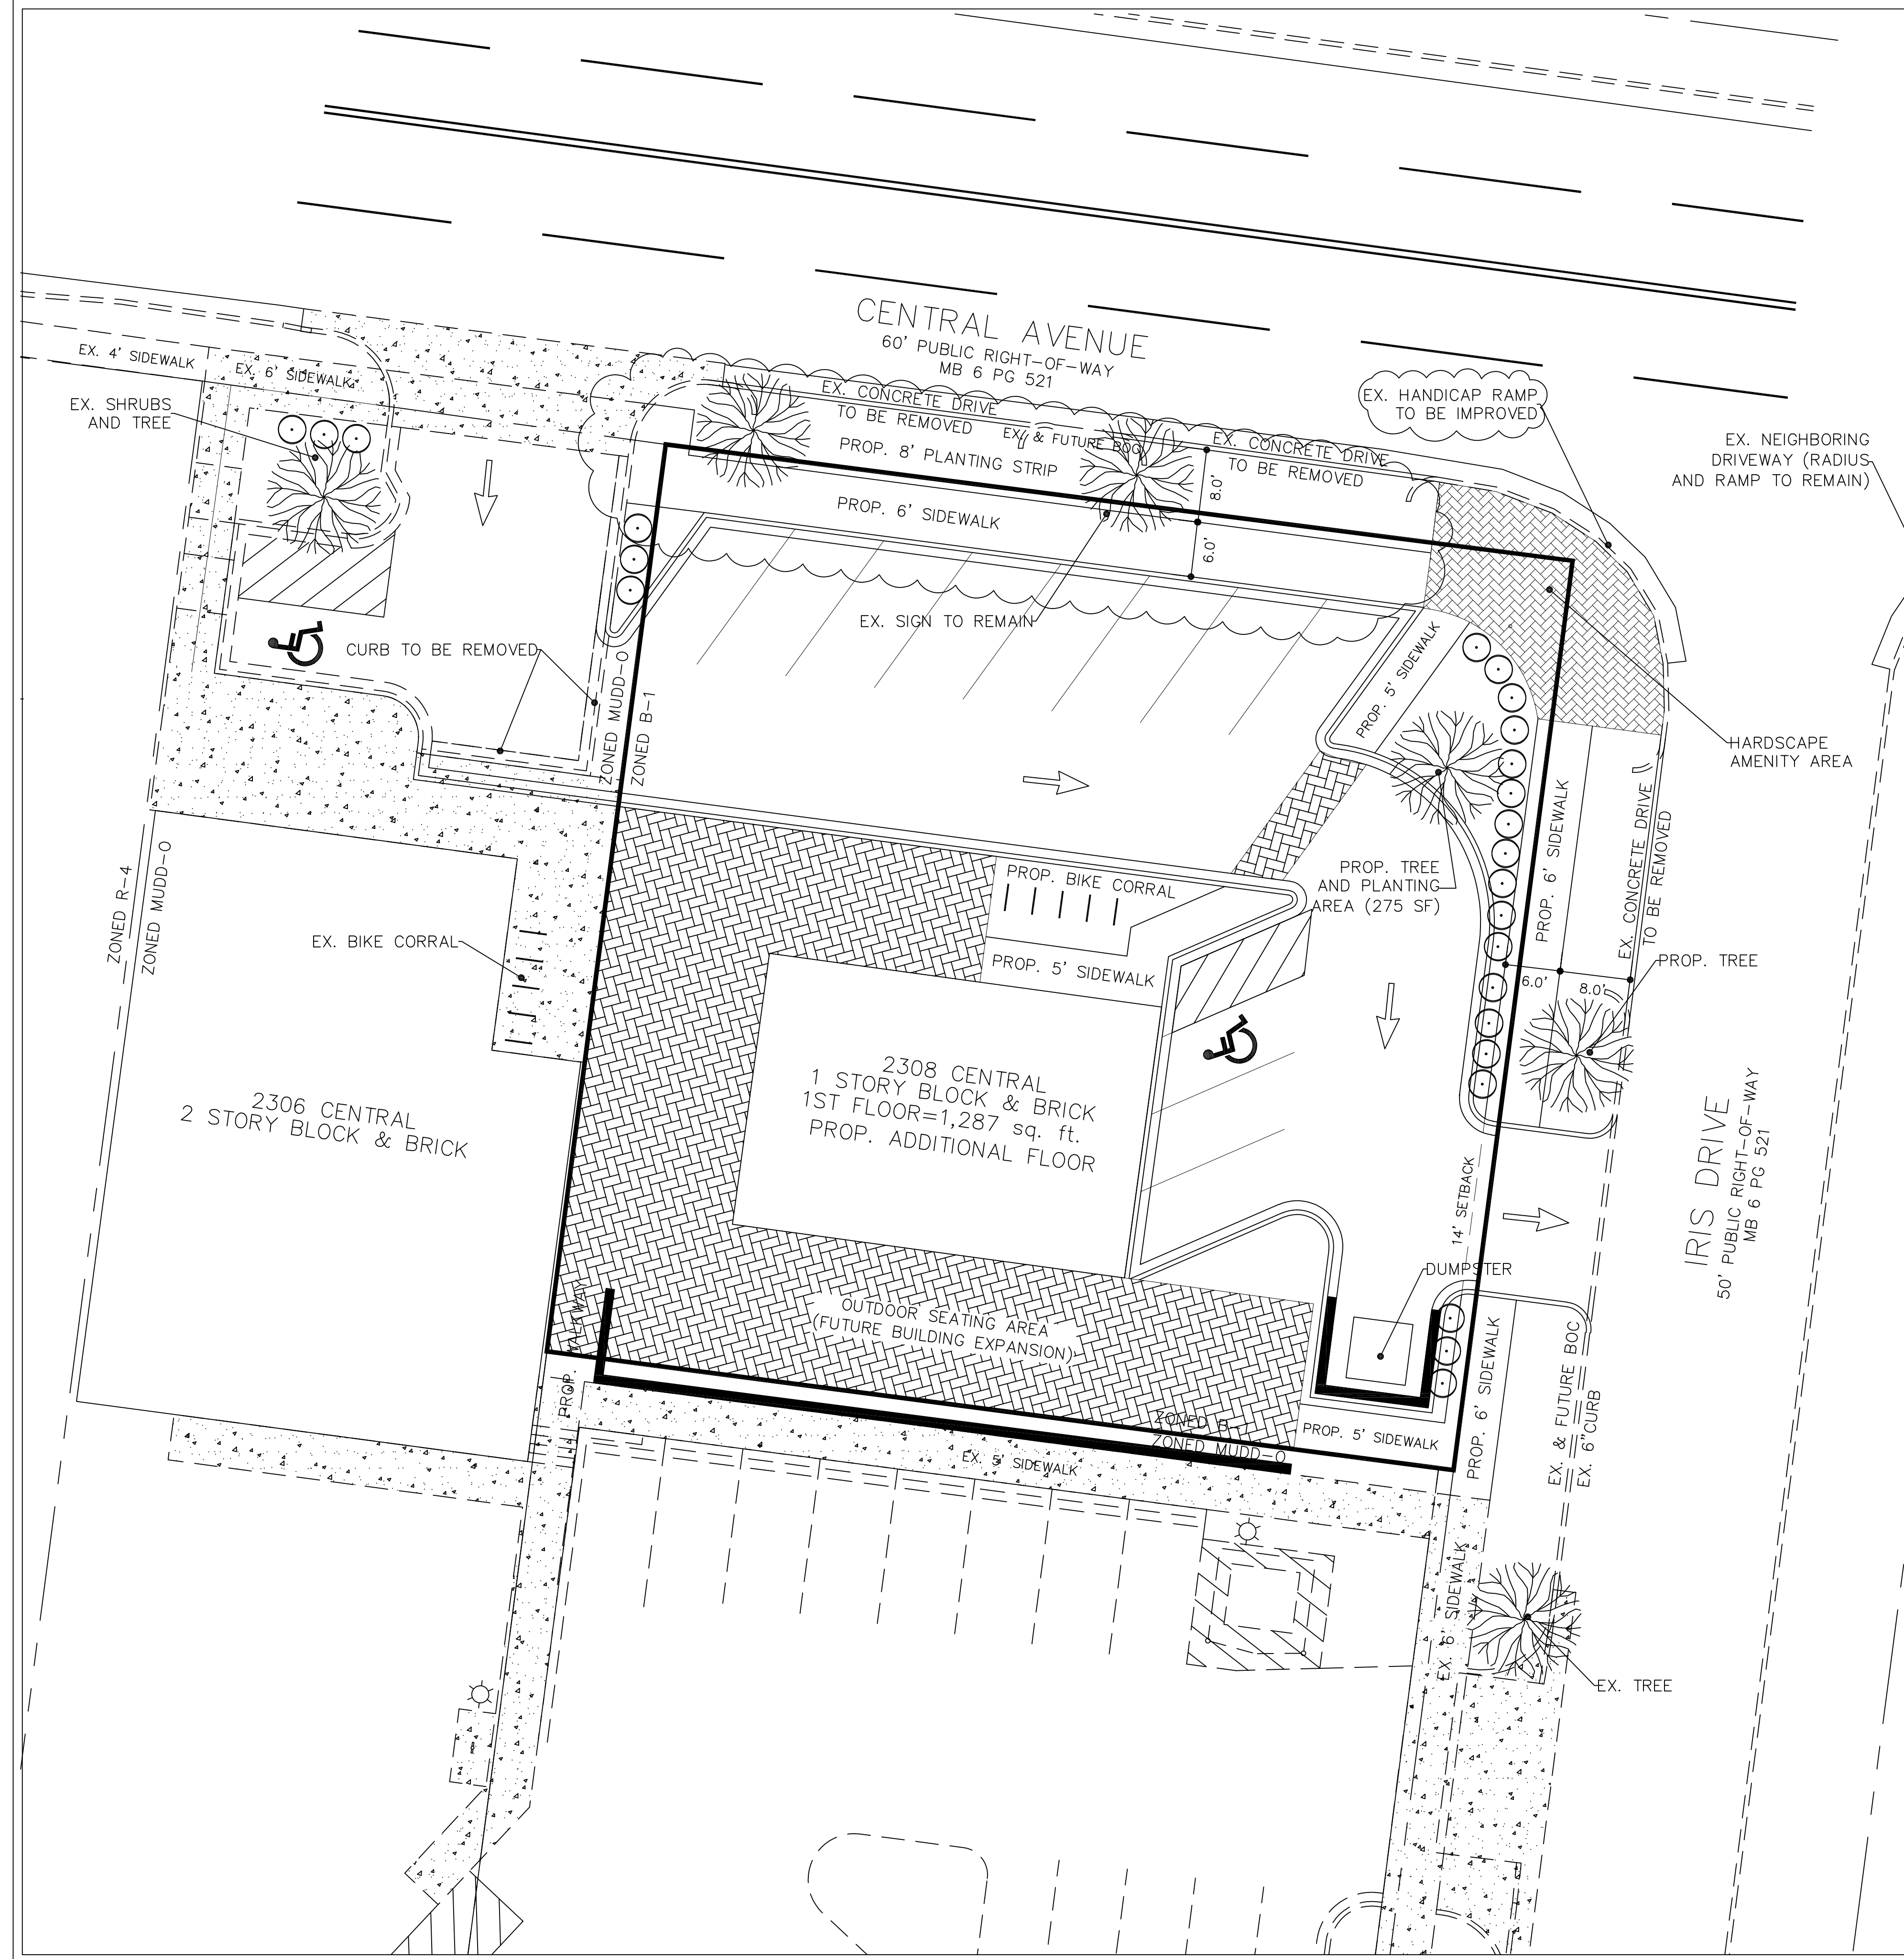 CENTRAL AVENUE
60' PUBLIC RIGHT-OF-WAY
MB 6 PG 521
EX. 4' SIDEWALK
EX. 6' SIDEWALK
EX. SHRUBS
AND TREE
EX. CONCRETE DRIVE
TO BE REMOVED
EX. & FUTURE BOC
PROP. 8' PLANTING STRIP
EX. CONCRETE DRIVE
TO BE REMOVED
EX. HANDICAP RAMP
TO BE IMPROVED
EX. NEIGHBORING
DRIVEWAY (RADIUS
AND RAMP TO REMAIN)
8.0'
PROP. 6' SIDEWALK
6.0'
EX. SIGN TO REMAIN
CURB TO BE REMOVED
ZONED MUDD-O
ZONED B-1
PROP. 5' SIDEWALK
HARDSCAPE
AMENITY AREA
PROP. 6' SIDEWALK
EX. CONCRETE DRIVE
TO BE REMOVED
PROP. TREE
AND PLANTING
AREA (275 SF)
PROP. BIKE CORRAL
PROP. 5' SIDEWALK
ZONED R-4
ZONED MUDD-O
EX. BIKE CORRAL
PROP. TREE
6.0'
8.0'
2306 CENTRAL
2 STORY BLOCK & BRICK
2308 CENTRAL
1 STORY BLOCK & BRICK
1ST FLOOR=1,287 sq. ft.
PROP. ADDITIONAL FLOOR
14' SETBACK
IRIS DRIVE
50' PUBLIC RIGHT-OF-WAY
MB 6 PG 521
DUMPSTER
OUTDOOR SEATING AREA
(FUTURE BUILDING EXPANSION)
PROP. WALKWAY
PROP. 6' SIDEWALK
EX. & FUTURE BOC
EX. 6" CURB
ZONED B-
ZONED MUDD-O
PROP. 5' SIDEWALK
EX. 5' SIDEWALK
EX. 6' SIDEWALK
EX. TREE